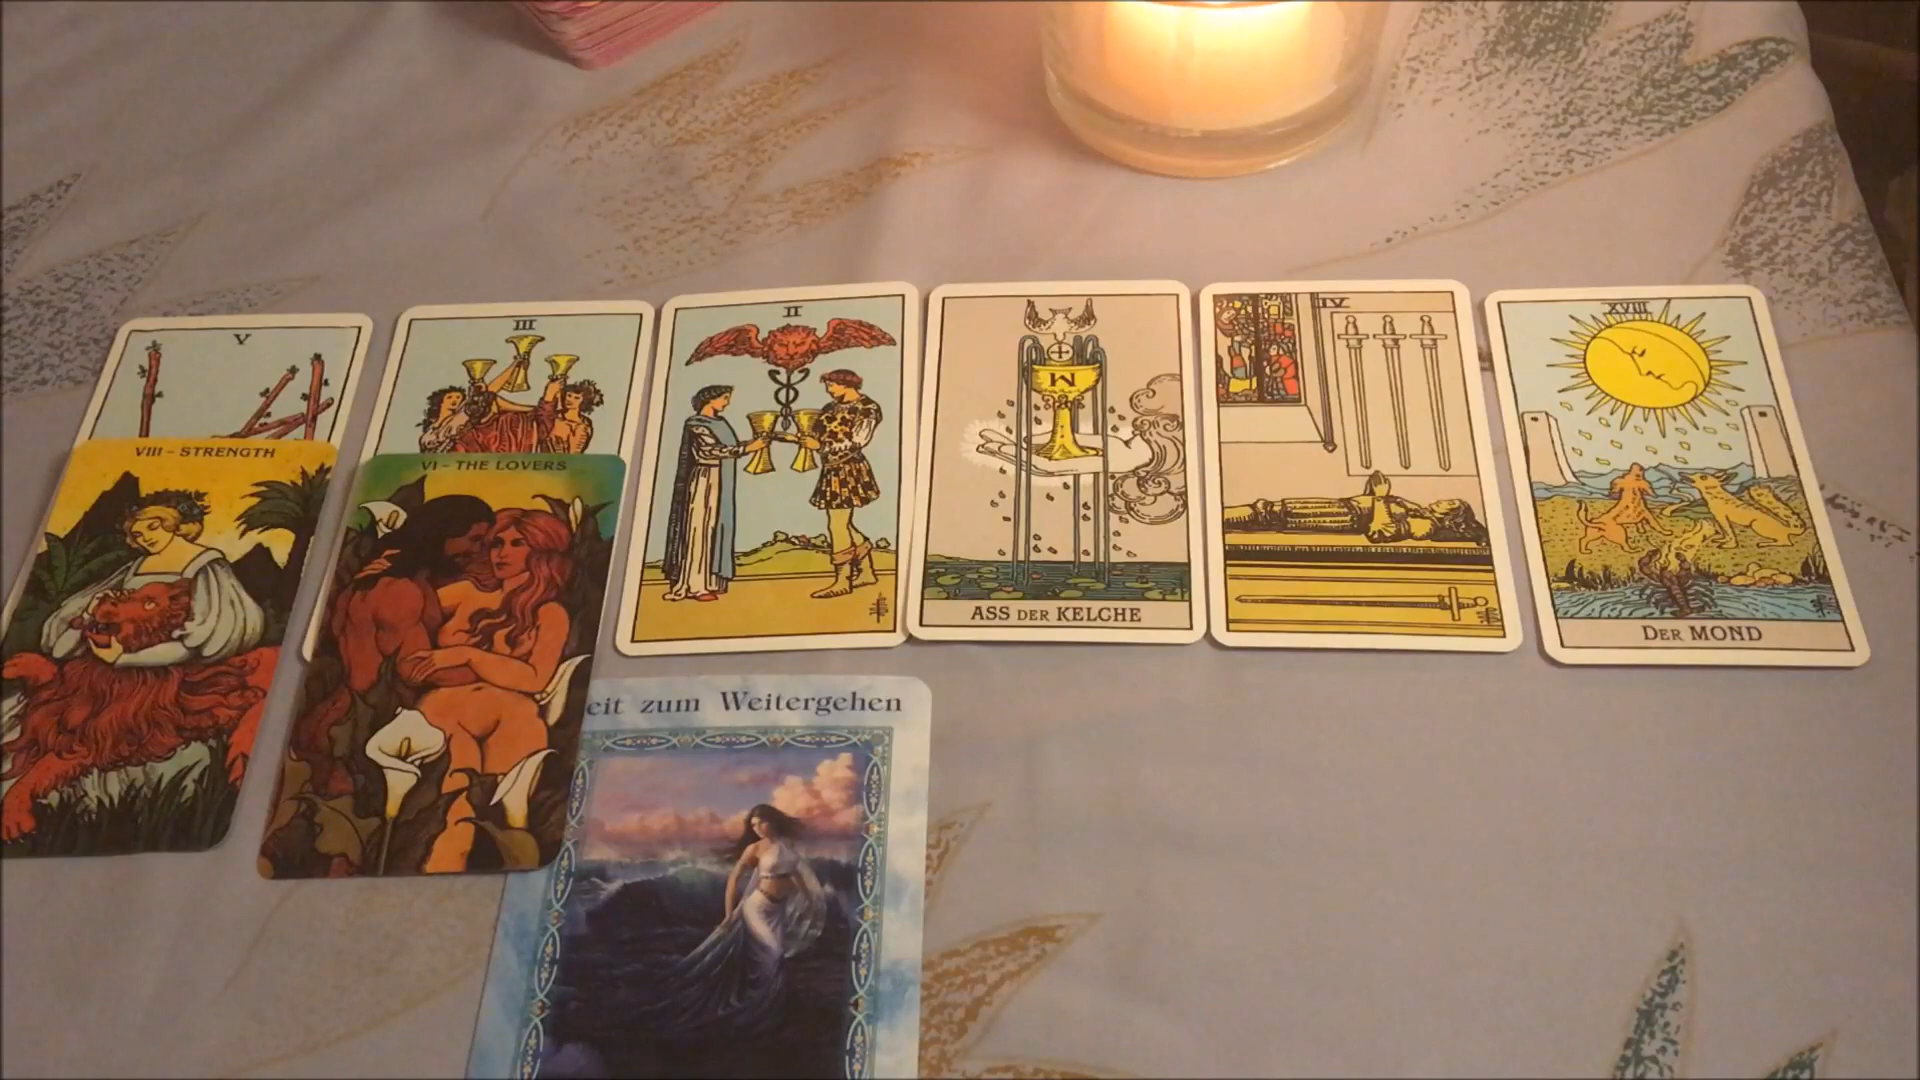 V
III
II
IV
XVIII
VIII - STRENGTH
VI - THE LOVERS
ASS DER KELCHE
DER MOND
eit zum Weitergehen